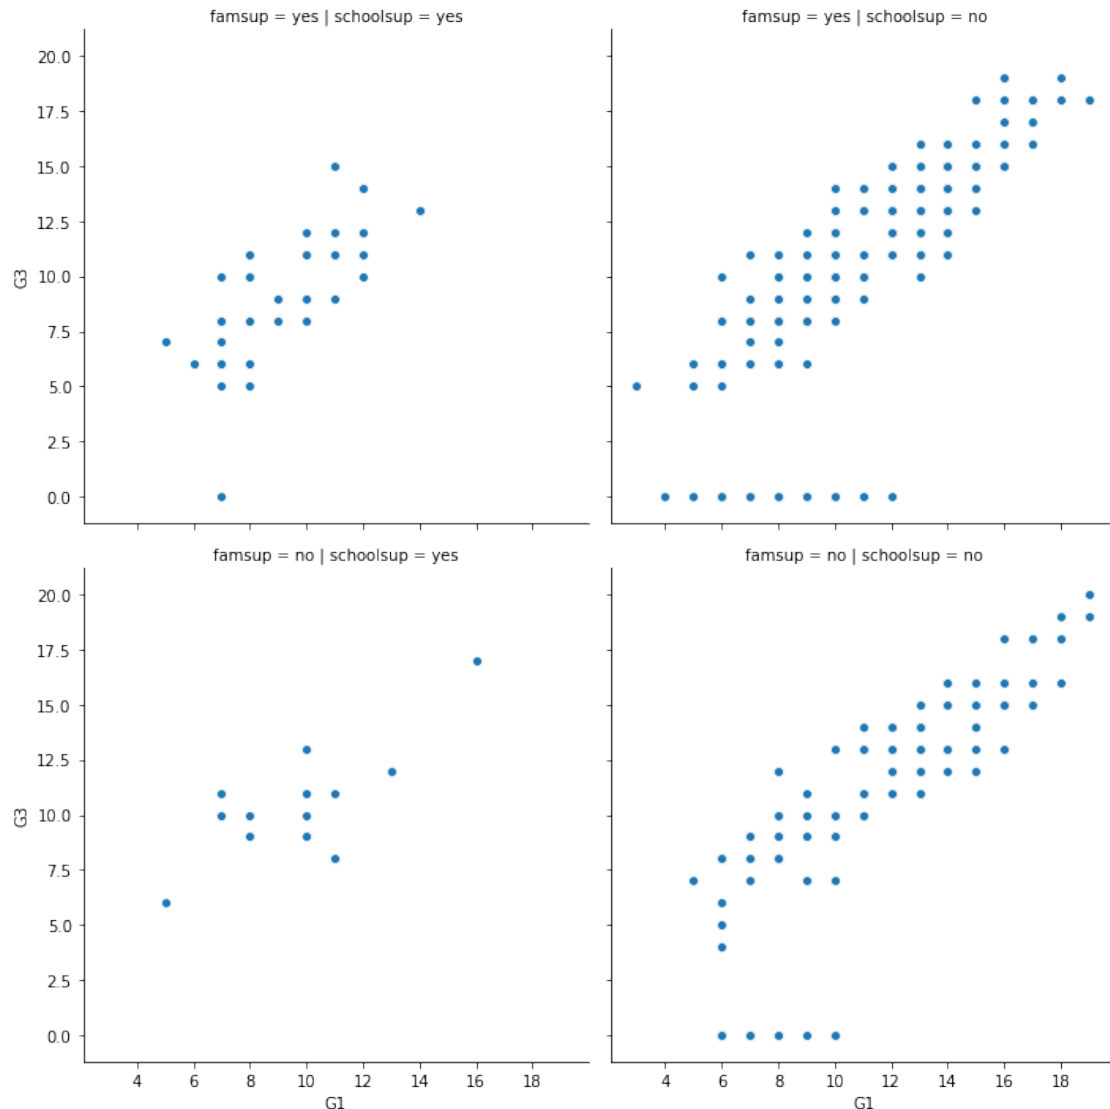 famsup = yes | schoolsup = yes
famsup = yes | schoolsup = no
20.0
17.5
15.0
12.5
10.0
7.5
5.0
2.5
0.0
G3
famsup = no | schoolsup = yes
famsup = no | schoolsup = no
20.0
17.5
15.0
12.5
10.0
7.5
5.0
2.5
0.0
G3
4 6 8 10 12 14 16 18
G1
4 6 8 10 12 14 16 18
G1